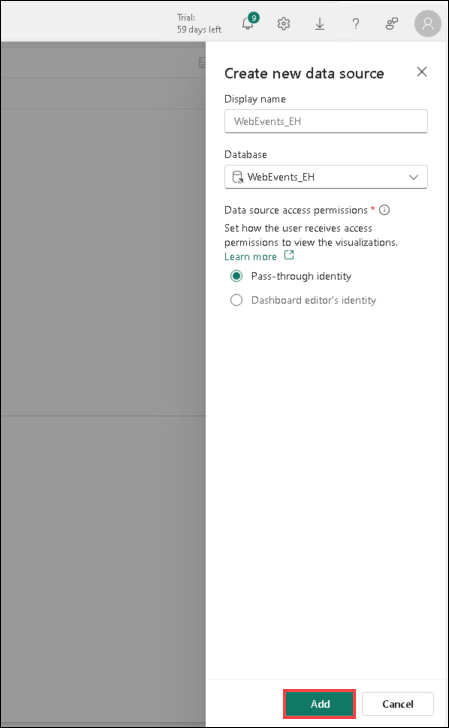 Trial:
59 days left
9
Create new data source
Display name
WebEvents_EH
Database
WebEvents_EH
Data source access permissions *
Set how the user receives access
permissions to view the visualizations.
Learn more
Pass-through identity
Dashboard editor's identity
Add
Cancel